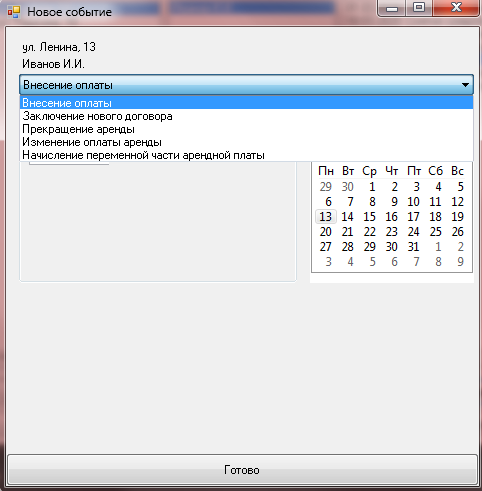 Новое событие
ул. Ленина, 13
Иванов И.И.
Внесение оплаты
Внесение оплаты
Заключение нового договора
Прекращение аренды
Изменение оплаты аренды
Начисление переменной части арендной платы
Пн Вт Ср Чт Пт Сб Вс
29 30 1 2 3 4 5
6 7 8 9 10 11 12
13 14 15 16 17 18 19
20 21 22 23 24 25 26
27 28 29 30 31 1 2
3 4 5 6 7 8 9
Готово